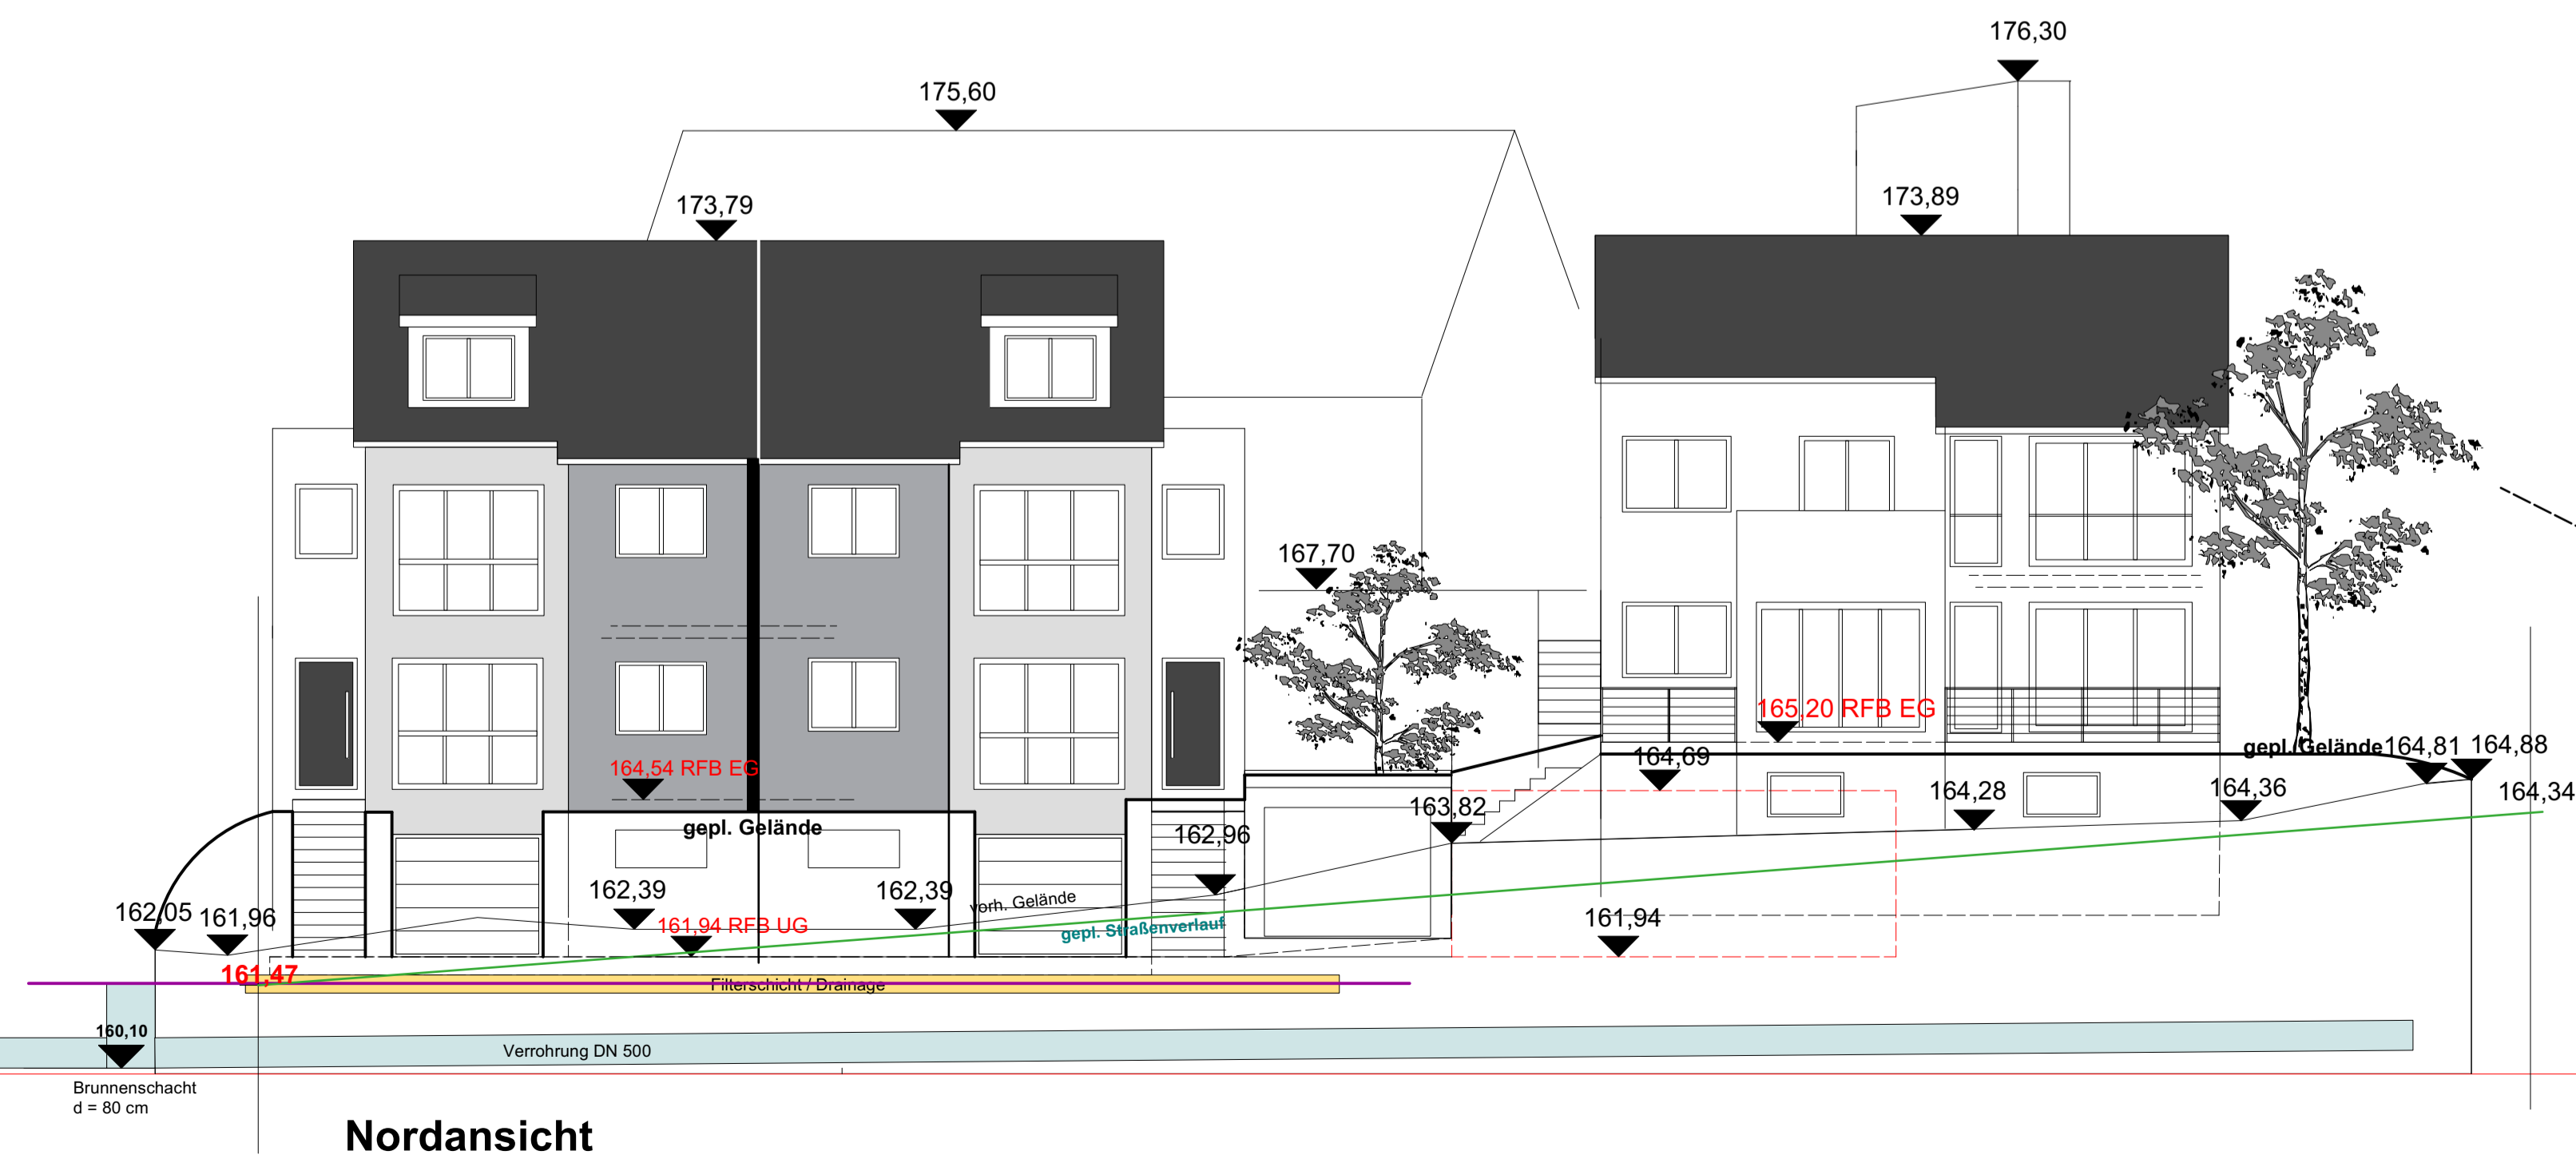 176,30
175,60
173,79
173,89
167,70
165,20 RFB EG
164,54 RFB EG
gepl. Gelände
164,69
gepl. Gelände
164,81
164,88
163,82
164,28
164,36
164,34
162,96
162,05
161,96
162,39
162,39
vorh. Gelände
161,94 RFB UG
gepl. Straßenverlauf
161,94
161,47
Filterschicht / Drainage
160,10
Verrohrung DN 500
Brunnenschacht
d = 80 cm
Nordansicht